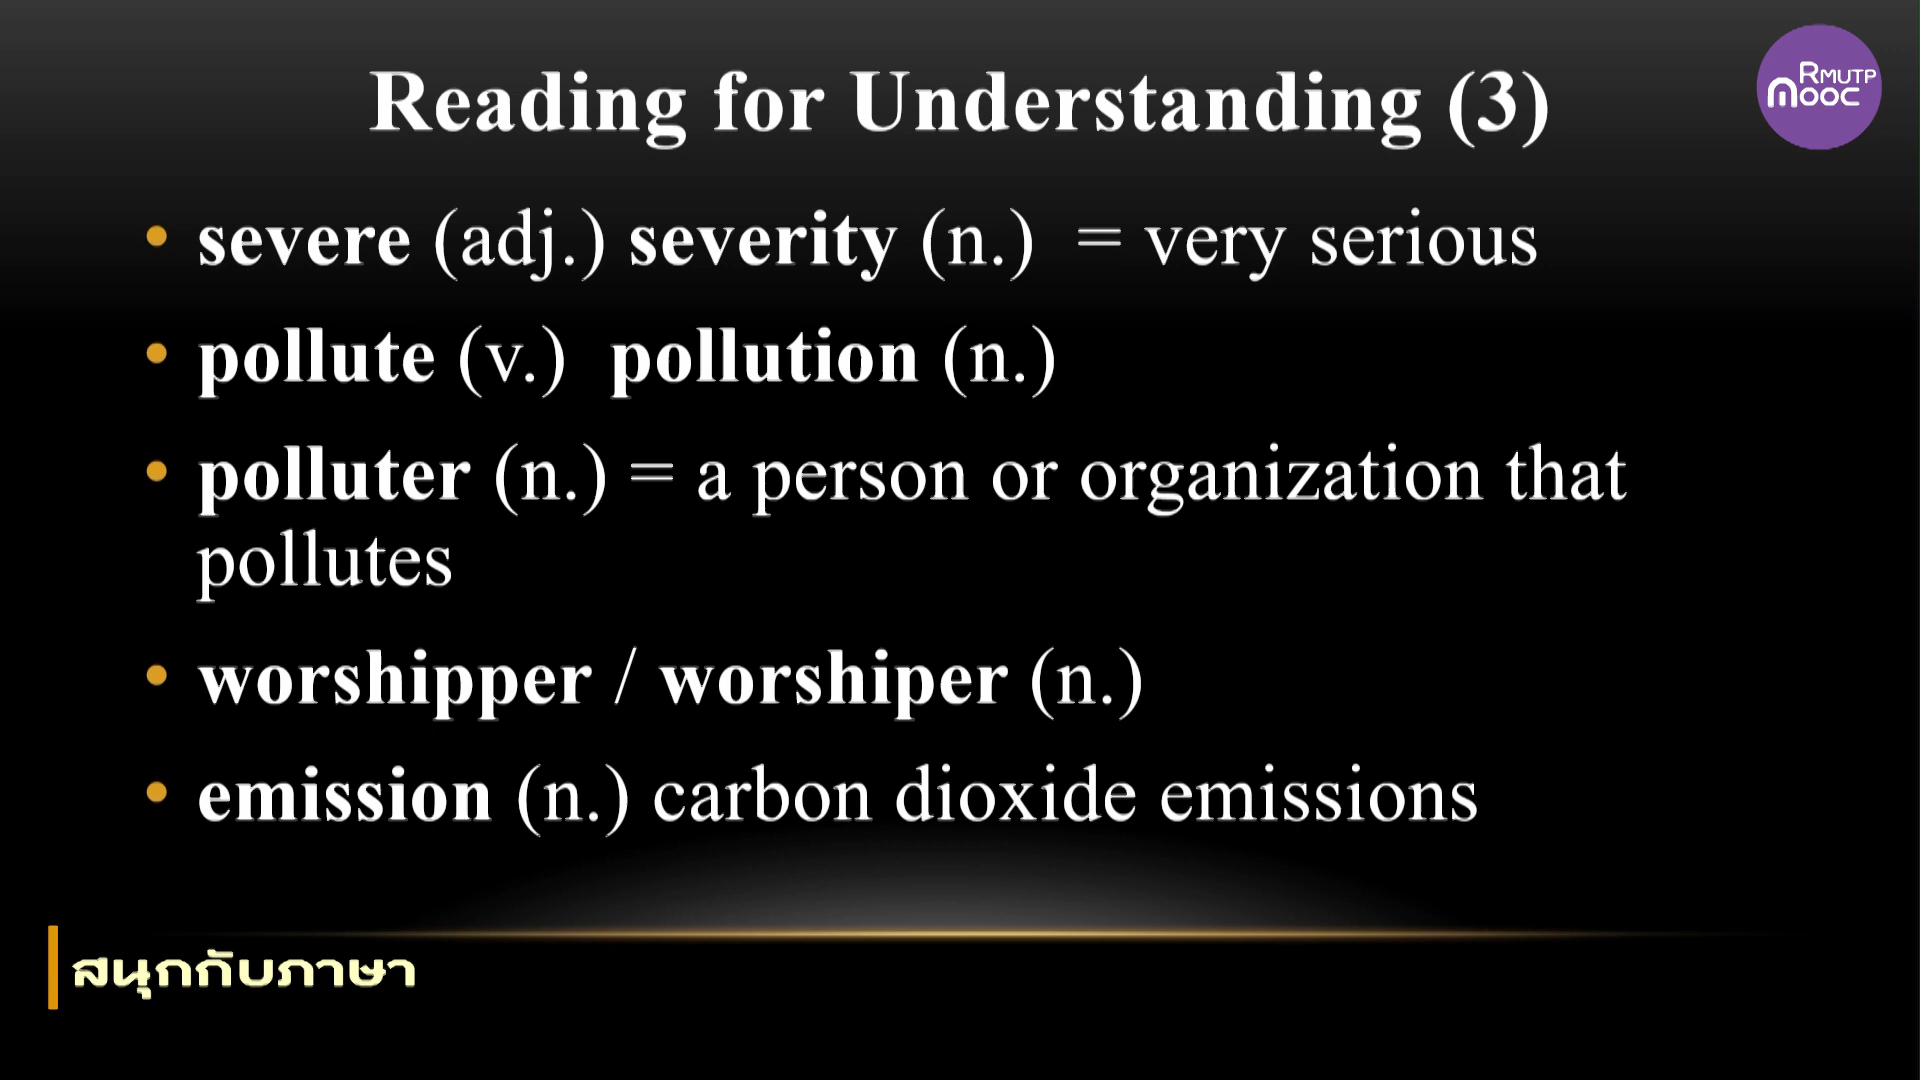 Reading for Understanding (3)
RMUTP
MOOC
• severe (adj.) severity (n.) = very serious
• pollute (v.) pollution (n.)
• polluter (n.) = a person or organization that
pollutes
• worshipper / worshiper (n.)
• emission (n.) carbon dioxide emissions
สนุกกับภาษา